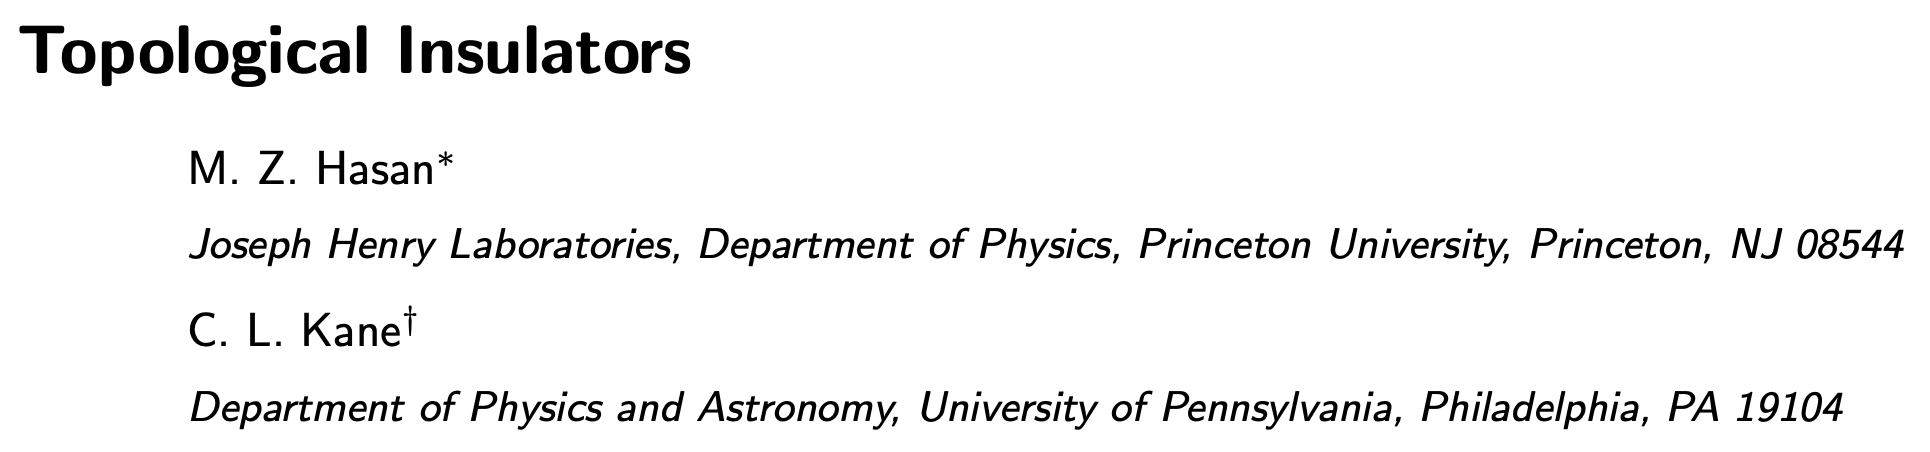 Topological Insulators
M. Z. Hasan*
Joseph Henry Laboratories, Department of Physics, Princeton University, Princeton, NJ 08544
C. L. Kane†
Department of Physics and Astronomy, University of Pennsylvania, Philadelphia, PA 19104